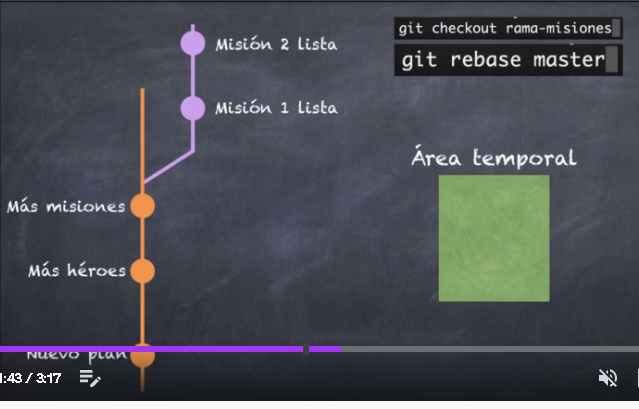 git checkout rama-misiones
git rebase master
Misión 2 lista
Misión 1 lista
Área temporal
Más misiones
Más héroes
Nuevo plan
1:43 / 3:17